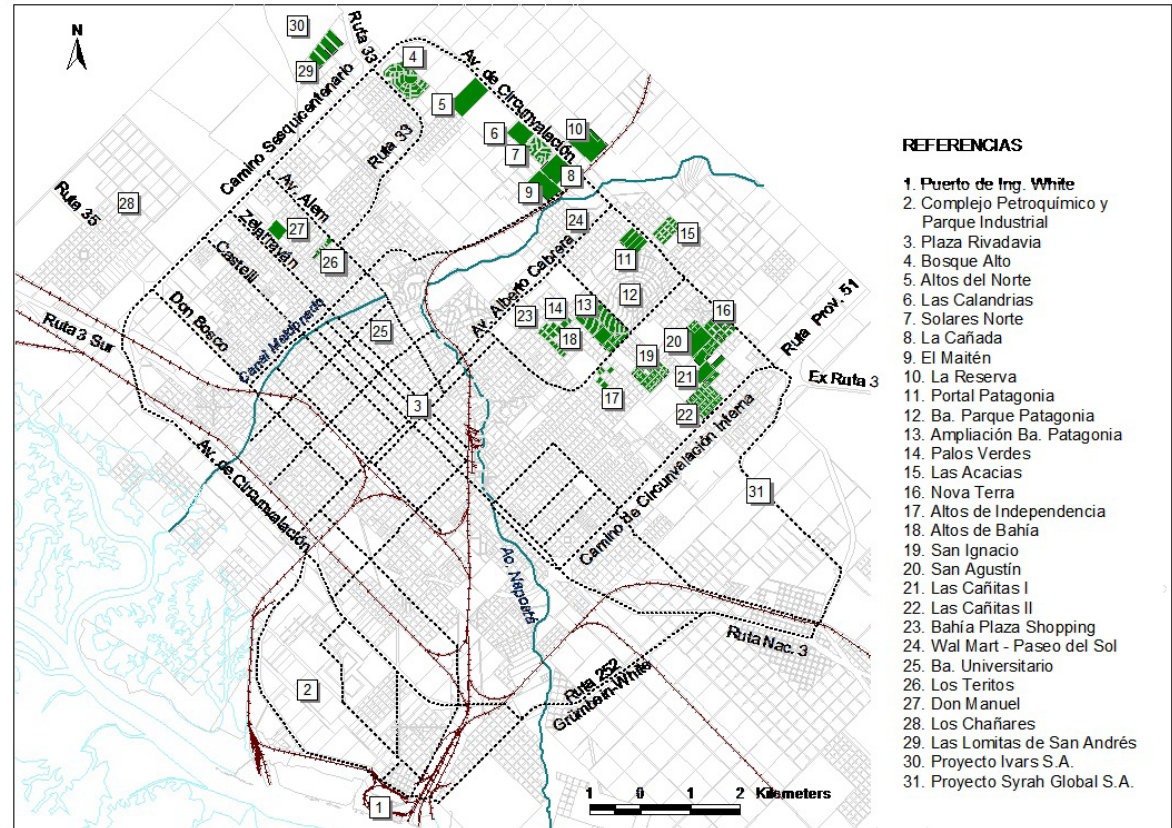 30
N
Ruta 33
4
Av. de Circunvalación
29
Camino Sesquicentenario
5
6
10
Ruta 33
7
8
Av. Alem
9
Ruta 35
28
Zelarrayán
27
24
15
26
11
Castelli
Av. Alberto Cabrera
Don Bosco
Canal Maldonado
12
14
13
16
Ruta Prov. 51
23
25
18
20
Ruta 3 Sur
19
21
Ex Ruta 3
17
3
22
Camino de Circunvalación Interna
Av. de Circunvalación
31
Ao. Napostá
Ruta Nac. 3
2
Ruta 252
Grümbein-White
1
1 0 1 2 Kilometers
REFERENCIAS
1. Puerto de Ing. White
2. Complejo Petroquímico y
Parque Industrial
3. Plaza Rivadavia
4. Bosque Alto
5. Altos del Norte
6. Las Calandrias
7. Solares Norte
8. La Cañada
9. El Maitén
10. La Reserva
11. Portal Patagonia
12. Ba. Parque Patagonia
13. Ampliación Ba. Patagonia
14. Palos Verdes
15. Las Acacias
16. Nova Terra
17. Altos de Independencia
18. Altos de Bahía
19. San Ignacio
20. San Agustín
21. Las Cañitas I
22. Las Cañitas II
23. Bahía Plaza Shopping
24. Wal Mart - Paseo del Sol
25. Ba. Universitario
26. Los Teritos
27. Don Manuel
28. Los Chañares
29. Las Lomitas de San Andrés
30. Proyecto Ivars S.A.
31. Proyecto Syrah Global S.A.